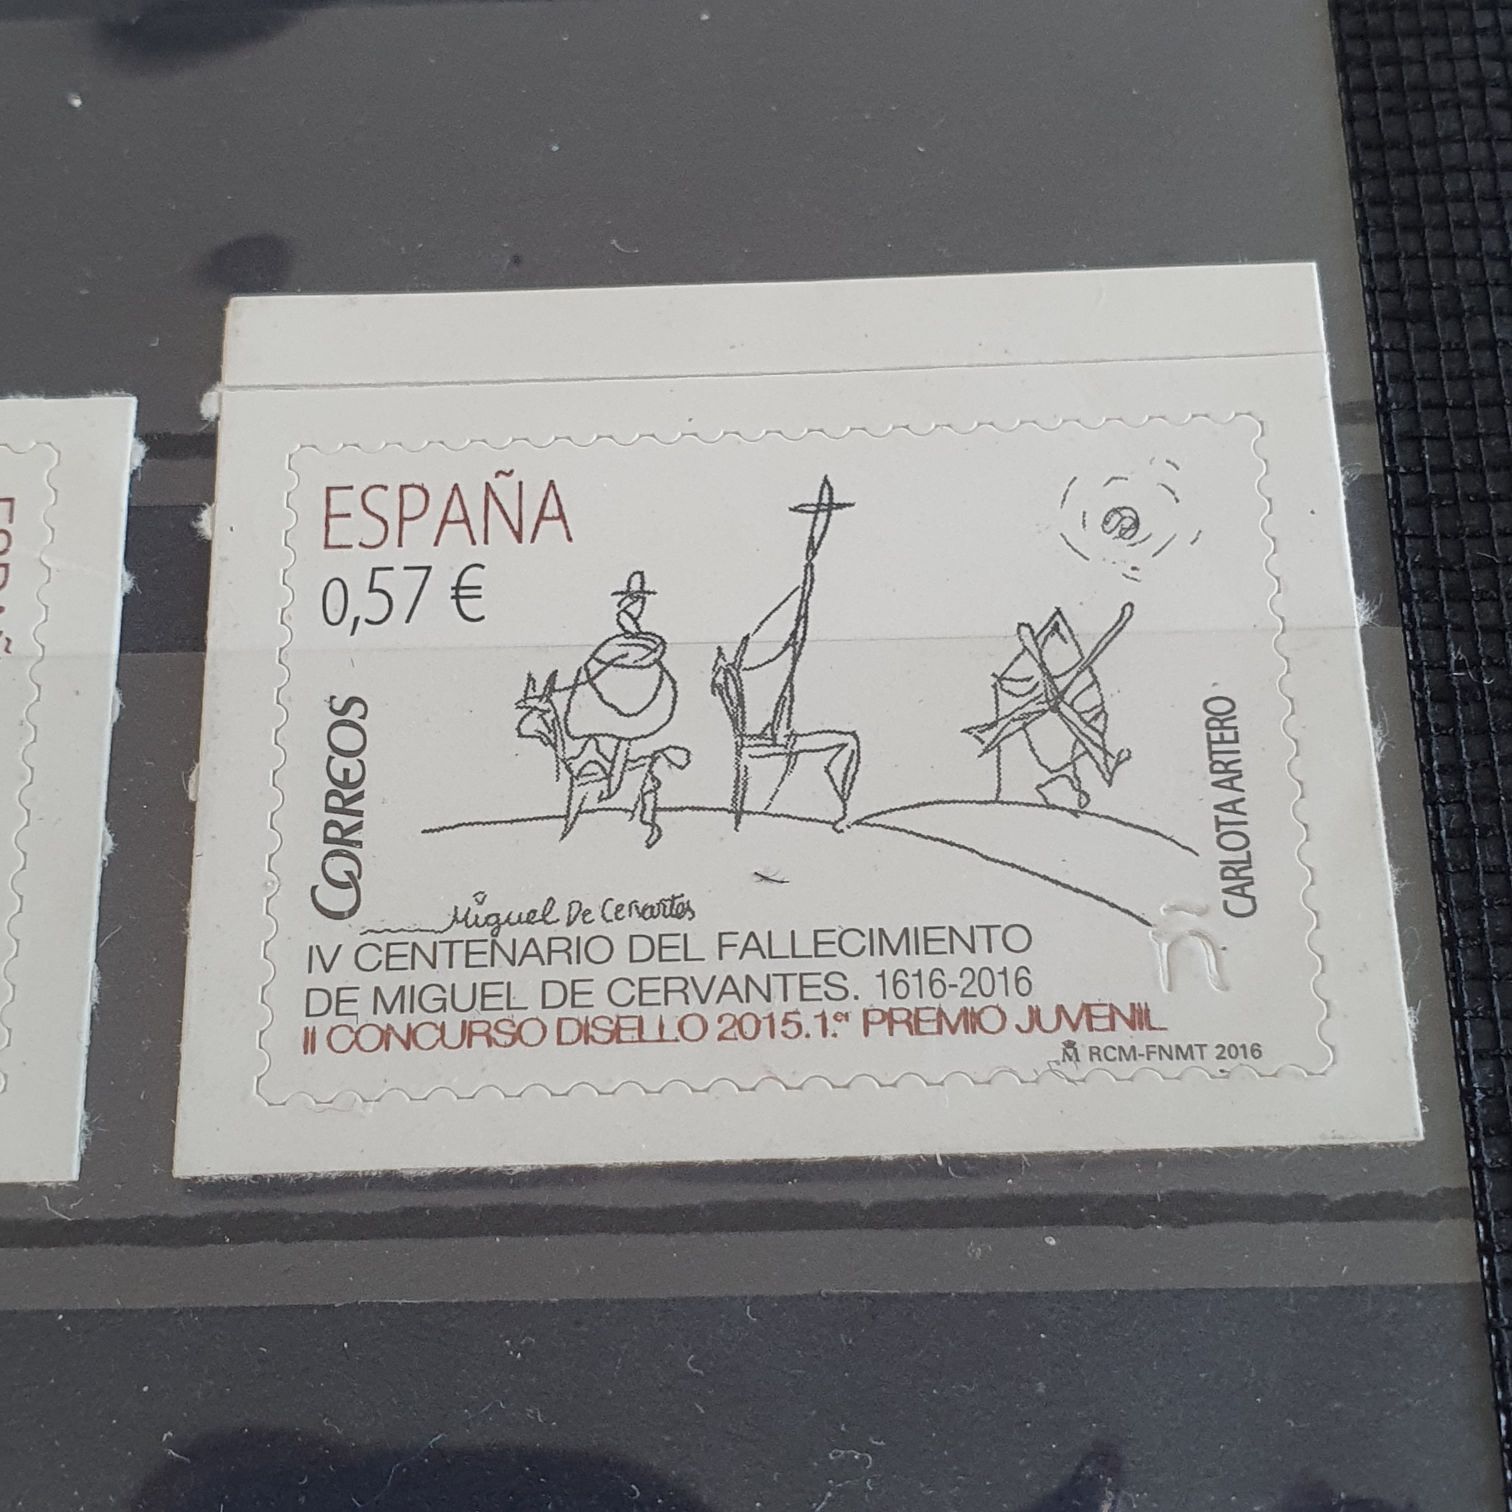 ESPAÑA
0,57 €
CORREOS
CARLOTA ARTERO
Miguel De Cervantes
IV CENTENARIO DEL FALLECIMIENTO
DE MIGUEL DE CERVANTES. 1616-2016
II CONCURSO DISELLO 2015.1.er PREMIO JUVENIL
ñ
RCM-FNMT 2016